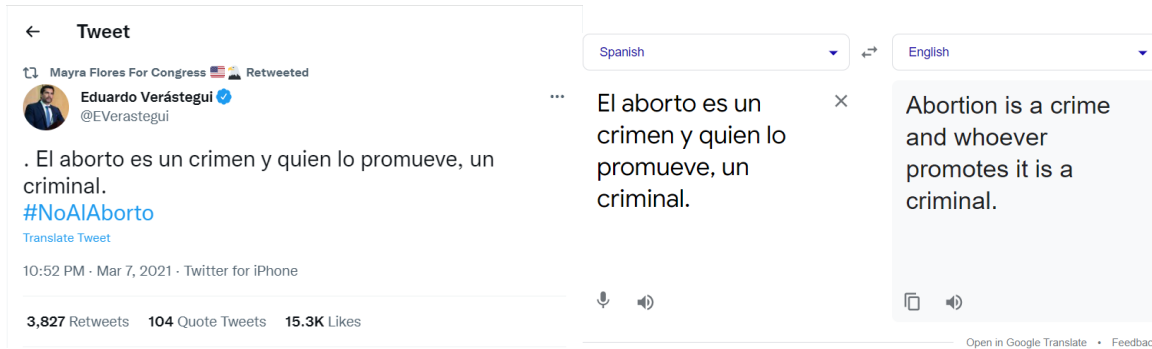 ← Tweet
Mayra Flores For Congress 🇺🇸 Retweeted
Eduardo Verástegui
@EVerastegui
. El aborto es un crimen y quien lo promueve, un
criminal.
#NoAlAborto
Translate Tweet
10:52 PM · Mar 7, 2021 · Twitter for iPhone
3,827 Retweets 104 Quote Tweets 15.3K Likes
Spanish
El aborto es un
crimen y quien lo
promueve, un
criminal.
English
Abortion is a crime
and whoever
promotes it is a
criminal.
Open in Google Translate •